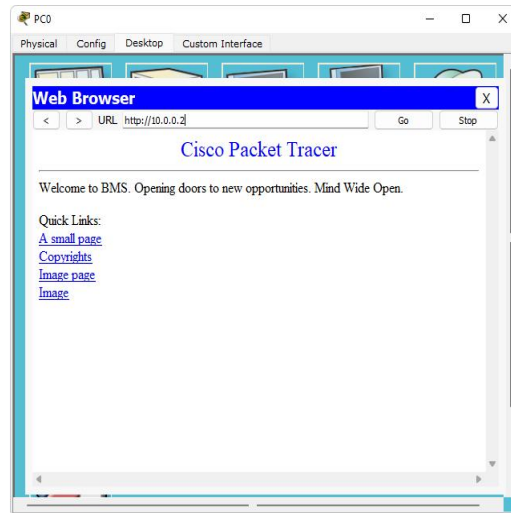 PC0
Physical Config Desktop Custom Interface
Web Browser X
< > URL http://10.0.0.2 Go Stop
Cisco Packet Tracer
Welcome to BMS. Opening doors to new opportunities. Mind Wide Open.
Quick Links:
A small page
Copyrights
Image page
Image